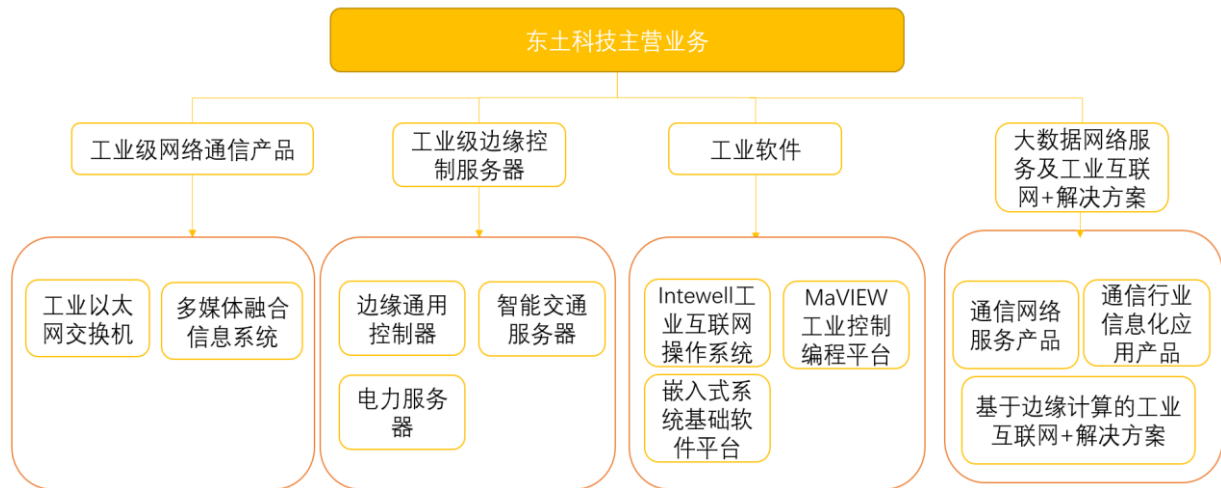 东土科技主营业务
工业级网络通信产品
工业级边缘控
制服务器
工业软件
大数据网络服
务及工业互联
网+解决方案
工业以太
网交换机
多媒体融合
信息系统
边缘通用
控制器
智能交通
服务器
电力服务
器
Intewell工
业互联网
操作系统
MaVIEW
工业控制
编程平台
嵌入式系
统基础软
件平台
通信网络
服务产品
通信行业
信息化应
用产品
基于边缘计算的工业
互联网+解决方案